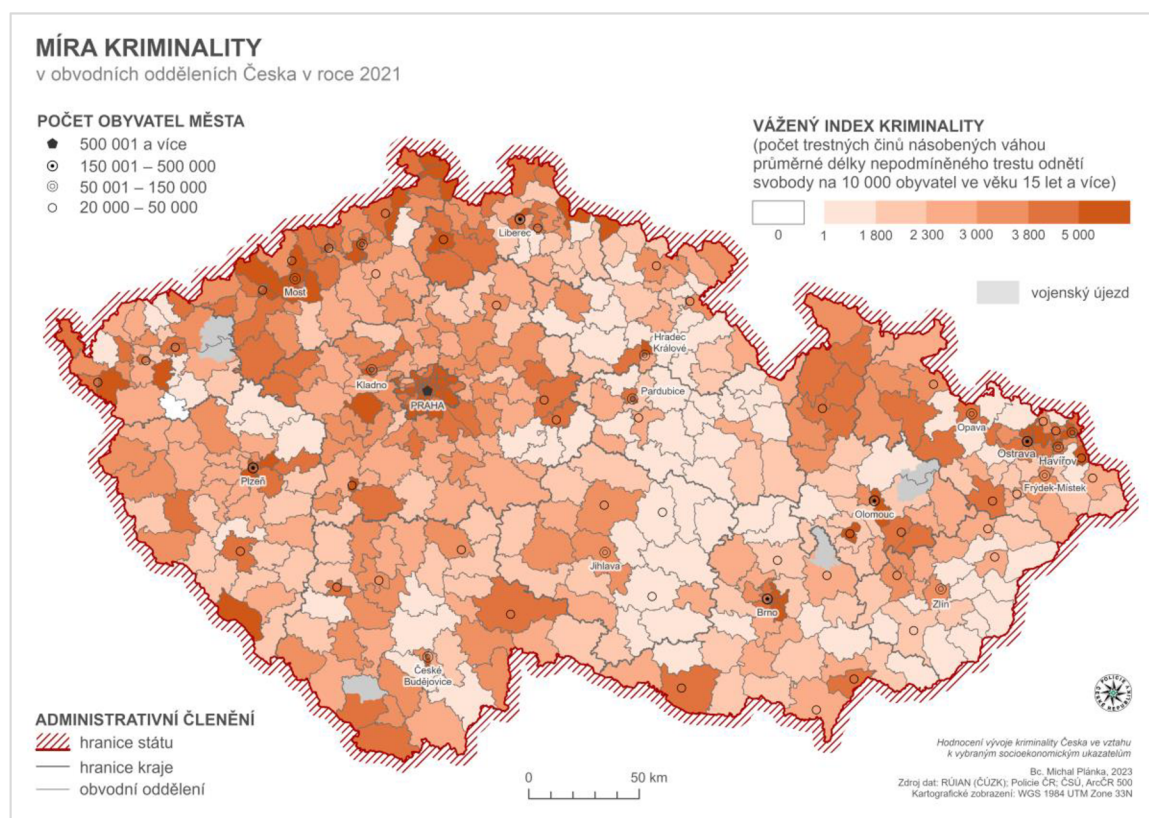 MÍRA KRIMINALITY
v obvodních odděleních Česka v roce 2021
POČET OBYVATEL MĚSTA
500 001 a více
150 001 – 500 000
50 001 – 150 000
20 000 – 50 000
VÁŽENÝ INDEX KRIMINALITY
(počet trestných činů násobených váhou
průměrné délky nepodmíněného trestu odnětí
svobody na 10 000 obyvatel ve věku 15 let a více)
0 1 1 800 2 300 3 000 3 800 5 000
vojenský újezd
Liberec
Most
Hradec
Králové
Kladno
PRAHA
Pardubice
Opava
Ostrava
Havířov
Plzeň
Frýdek-Místek
Olomouc
Jihlava
Brno
Zlín
České
Budějovice
ADMINISTRATIVNÍ ČLENĚNÍ
hranice státu
hranice kraje
obvodní oddělení
0 50 km
POLICIE
ČESKÉ REPUBLIKY
Hodnocení vývoje kriminality Česka ve vztahu
k vybraným socioekonomickým ukazatelům
Bc. Michal Plánka, 2023
Zdroj dat: RÚIAN (ČÚZK); Policie ČR; ČSÚ, ArcČR 500
Kartografické zobrazení: WGS 1984 UTM Zone 33N